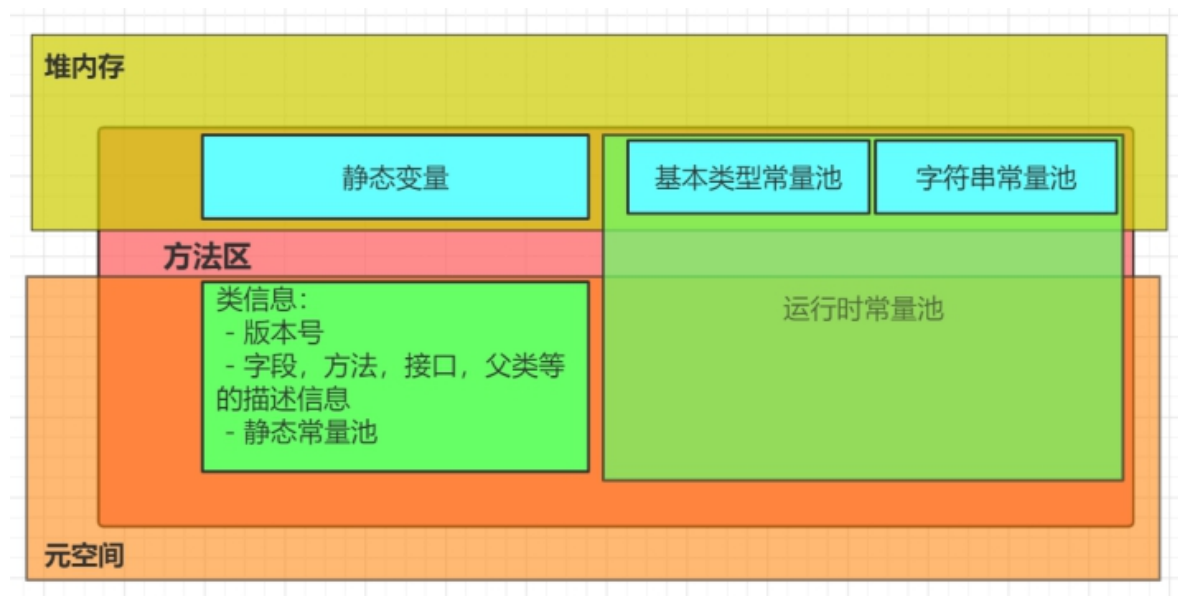 堆内存
静态变量
基本类型常量池
字符串常量池
方法区
类信息：
- 版本号
- 字段，方法，接口，父类等
的描述信息
- 静态常量池
运行时常量池
元空间